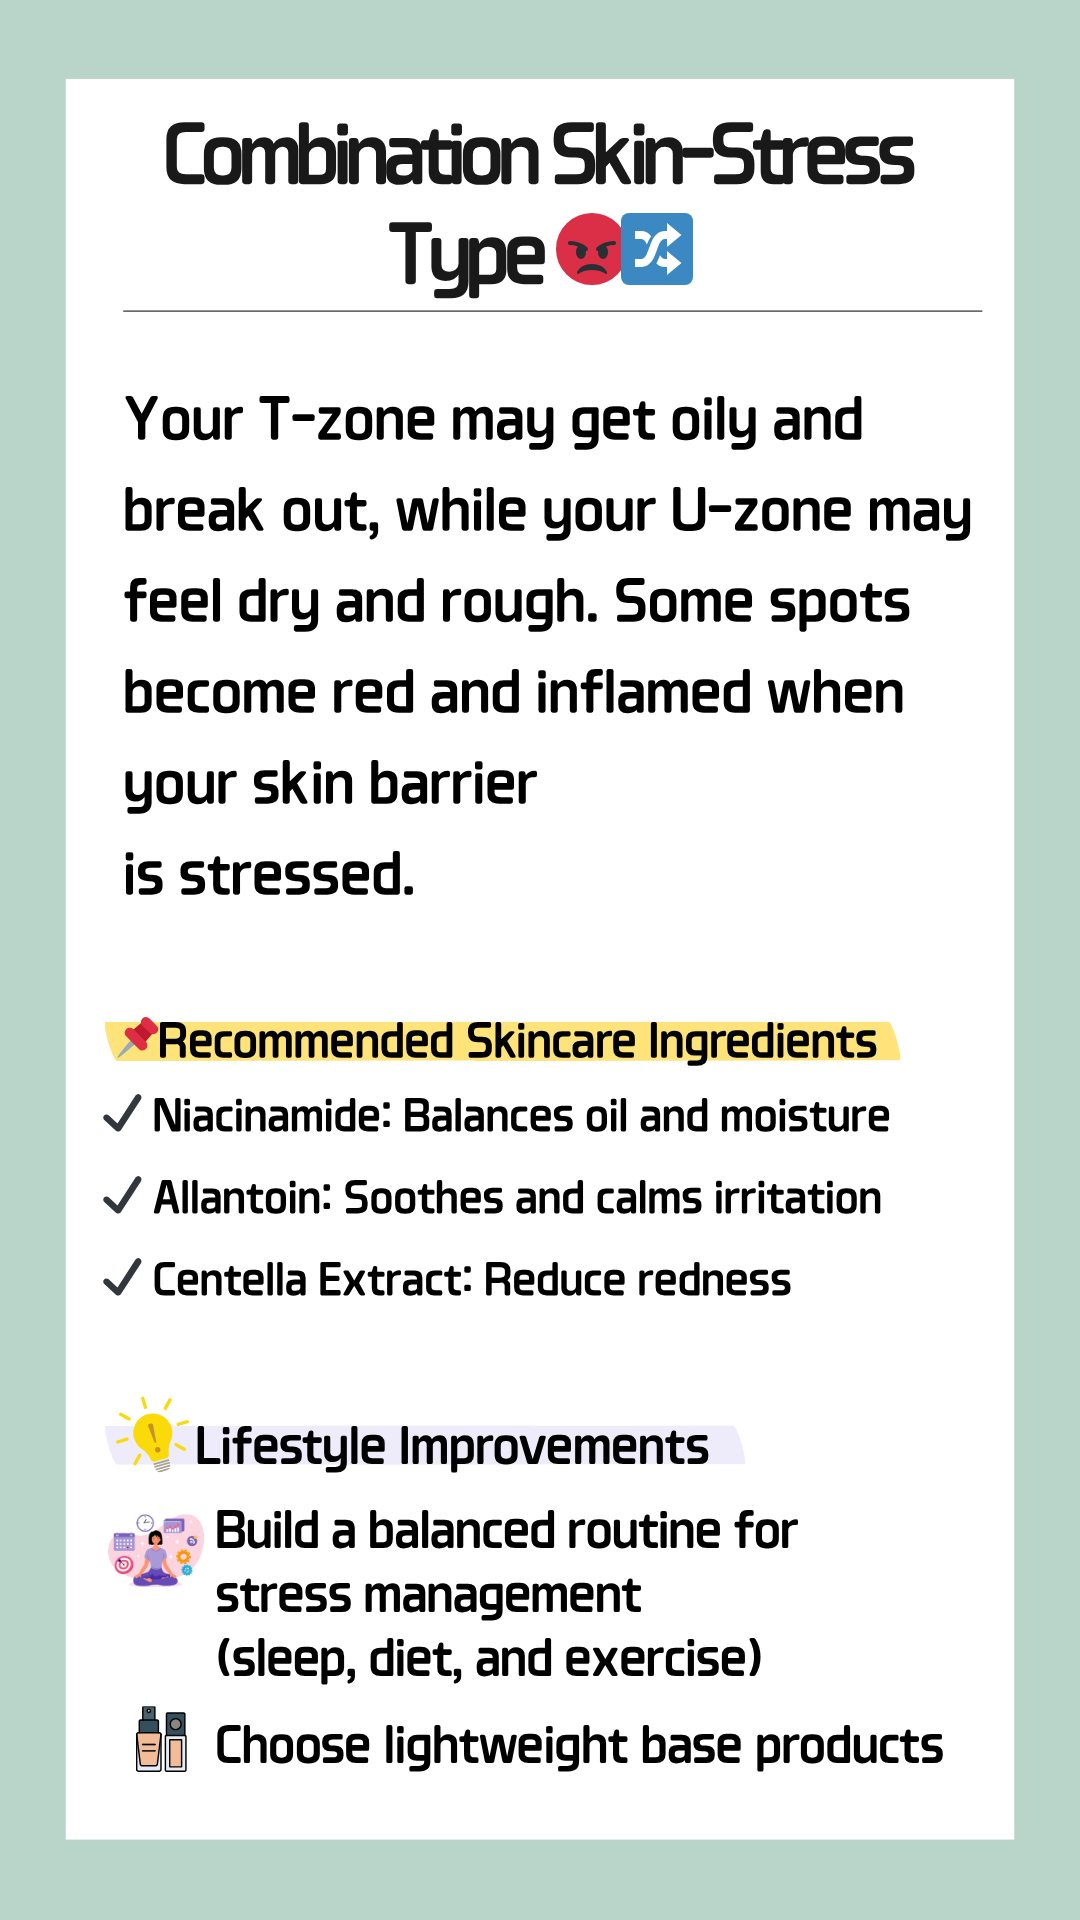 Combination Skin-Stress
Type 😡🔀
Your T-zone may get oily and
break out, while your U-zone may
feel dry and rough. Some spots
become red and inflamed when
your skin barrier
is stressed.
📌Recommended Skincare Ingredients
✓ Niacinamide: Balances oil and moisture
✓ Allantoin: Soothes and calms irritation
✓ Centella Extract: Reduce redness
Lifestyle Improvements
Build a balanced routine for
stress management
(sleep, diet, and exercise)
Choose lightweight base products